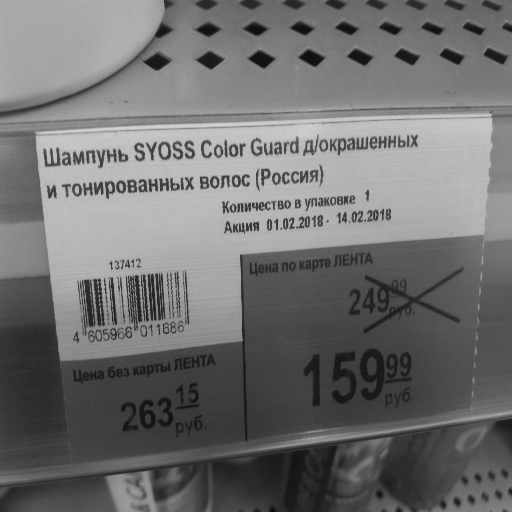 Шампунь SYOSS Color Guard д/окрашенных
и тонированных волос (Россия)
Количество в упаковке 1
Акция 01.02.2018 - 14.02.2018
137412
4 605966 011686
Цена по карте ЛЕНТА
249 99 руб.
159 99 руб.
Цена без карты ЛЕНТА
263 15 руб.